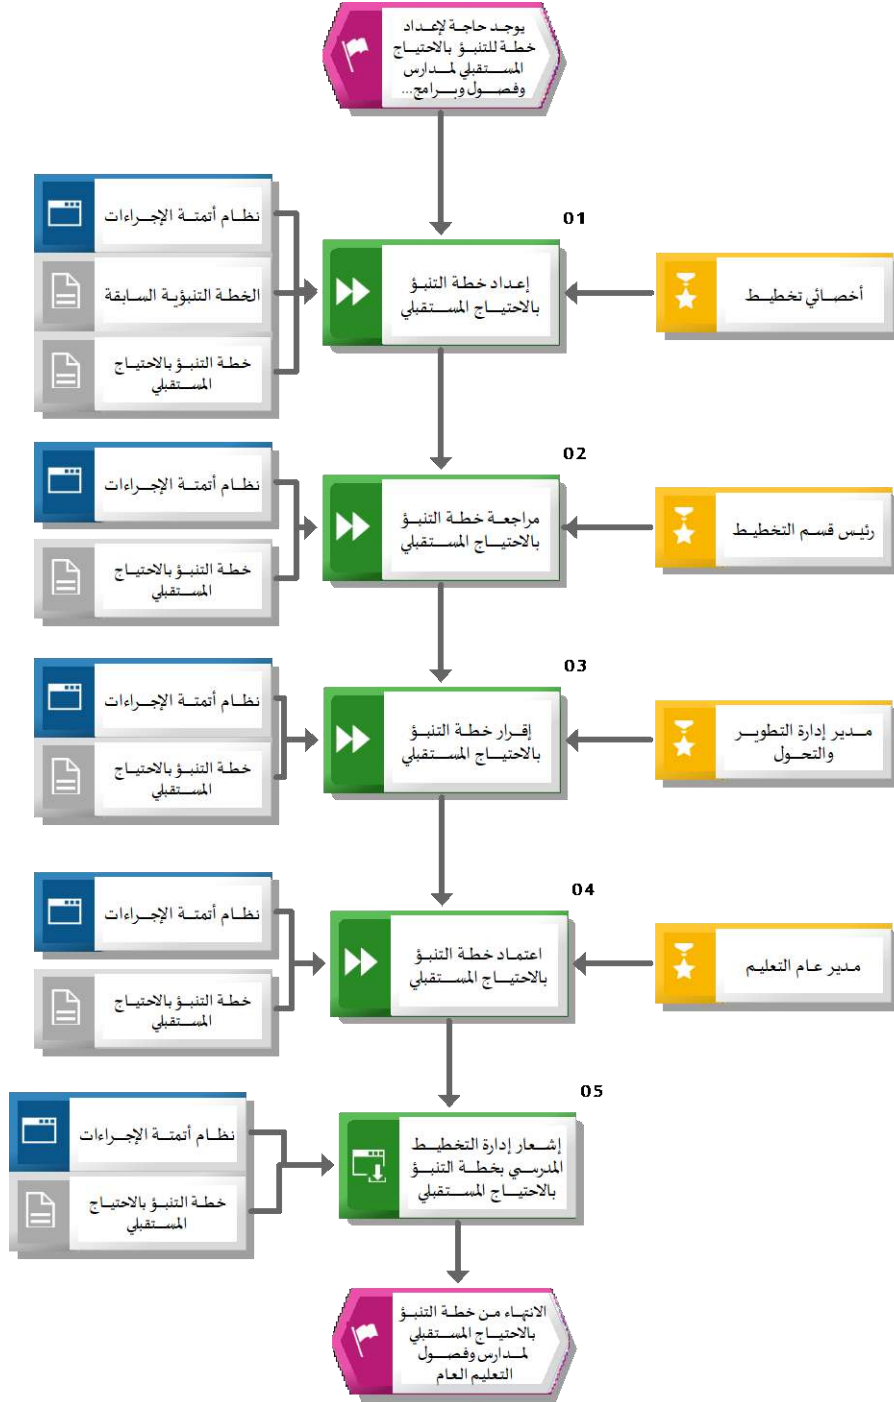 يوجد حاجة لإعداد
خطة للتنبؤ بالاحتياج
المستقبلي لمدارس
وفصول وبرامج...
01
نظام أتمتة الإجراءات
الخطة التنبؤية السابقة
خطة التنبؤ بالاحتياج
المستقبلي
إعداد خطة التنبؤ
بالاحتياج المستقبلي
أخصائي تخطيط
02
نظام أتمتة الإجراءات
خطة التنبؤ بالاحتياج
المستقبلي
مراجعة خطة التنبؤ
بالاحتياج المستقبلي
رئيس قسم التخطيط
03
نظام أتمتة الإجراءات
خطة التنبؤ بالاحتياج
المستقبلي
إقرار خطة التنبؤ
بالاحتياج المستقبلي
مدير إدارة التطوير
والتحول
04
نظام أتمتة الإجراءات
خطة التنبؤ بالاحتياج
المستقبلي
اعتماد خطة التنبؤ
بالاحتياج المستقبلي
مدير عام التعليم
05
نظام أتمتة الإجراءات
خطة التنبؤ بالاحتياج
المستقبلي
إشعار إدارة التخطيط
المدرسي بخطة التنبؤ
بالاحتياج المستقبلي
الانتهاء من خطة التنبؤ
بالاحتياج المستقبلي
لمدارس وفصول
التعليم العام